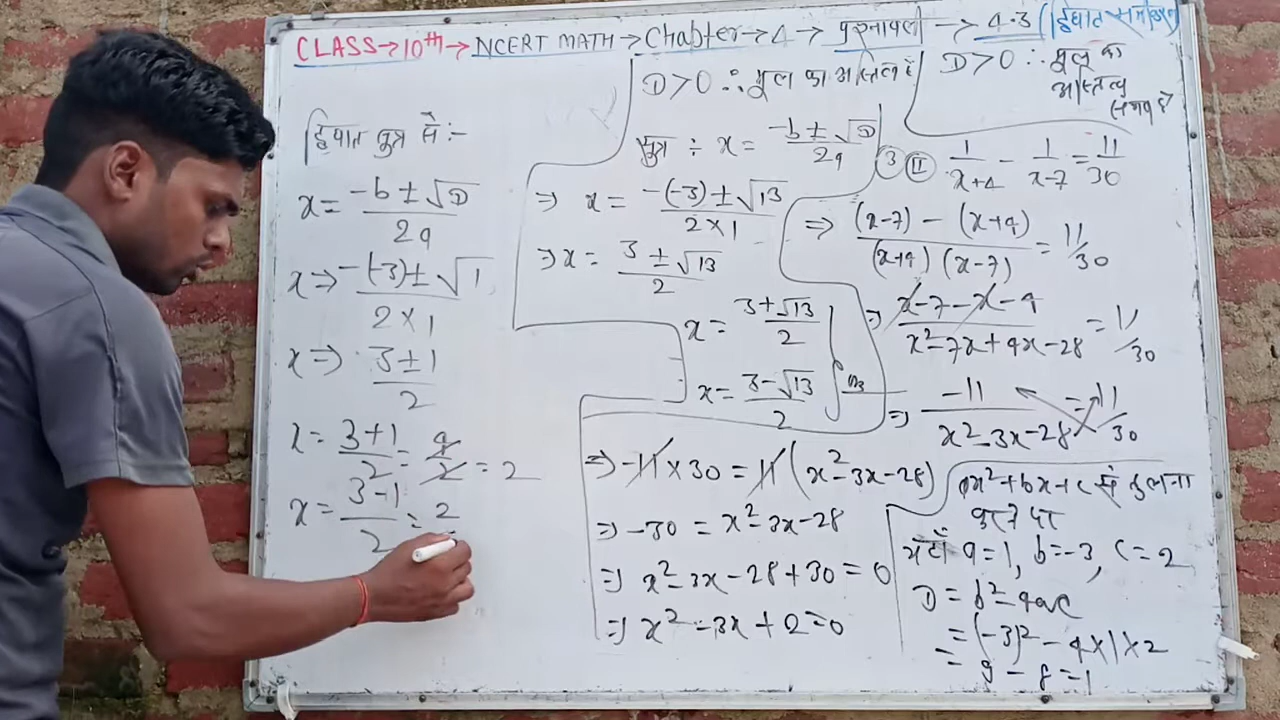 CLASS→10th→NCERT MATH→Chapter→4→प्रश्नावली→4.3 (द्विघात समीकरण)
D>0 ∴ मूल का अस्तित्व है
सूत्र ÷ x = -b±√D / 2a
⇒ x = -(-3)±√13 / 2×1
⇒ x = 3±√13 / 2
x = 3+√13 / 2
x = 3-√13 / 2
D>0 ∴ मूल का
अस्तित्व
संभव है
3 II 1/x+4 - 1/x-7 = 11/30
⇒ (x-7) - (x+4) / (x+4) (x-7) = 11/30
⇒ x-7-x-4 / x²-7x+4x-28 = 11/30
⇒ -11 / x²-3x-28 = 11/30
⇒ -11×30 = 11(x²-3x-28)
⇒ -30 = x²-3x-28
⇒ x²-3x-28+30=0
⇒ x²-3x+2=0
ax²+bx+c से तुलना
करने पर
यहाँ a=1, b=-3, c=2
D = b²-4ac
= (-3)²-4×1×2
= 9-8=1
द्विघात सुत्र से:-
x = -b±√D / 2a
x ⇒ -(-3)±√1 / 2×1
x ⇒ 3±1 / 2
x = 3+1 / 2 = 4/2 = 2
x = 3-1 / 2 = 2